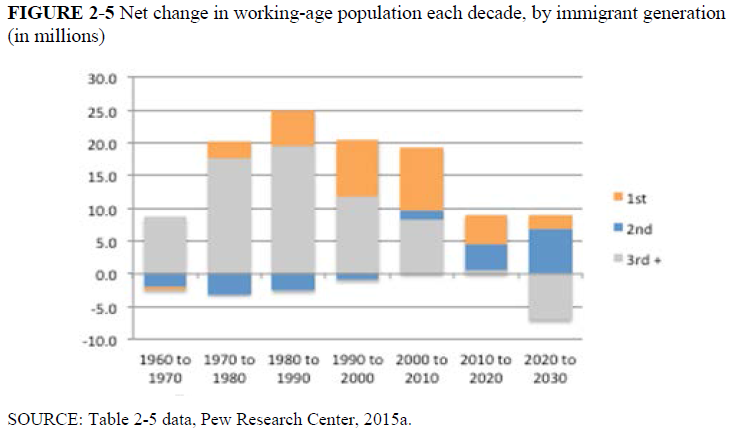 FIGURE 2-5 Net change in working-age population each decade, by immigrant generation
(in millions)
30.0
25.0
20.0
15.0
10.0
5.0
0.0
-5.0
-10.0
1st
2nd
3rd +
1960 to 1970 to 1980 to 1990 to 2000 to 2010 to 2020 to
1970 1980 1990 2000 2010 2020 2030
SOURCE: Table 2-5 data, Pew Research Center, 2015a.